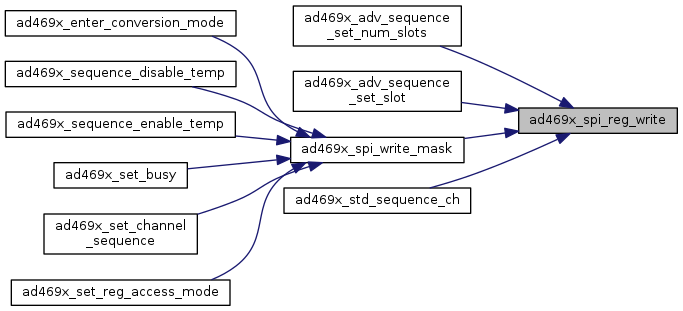 ad469x_enter_conversion_mode
ad469x_sequence_disable_temp
ad469x_sequence_enable_temp
ad469x_set_busy
ad469x_set_channel
_sequence
ad469x_set_reg_access_mode
ad469x_adv_sequence
_set_num_slots
ad469x_adv_sequence
_set_slot
ad469x_spi_write_mask
ad469x_std_sequence_ch
ad469x_spi_reg_write